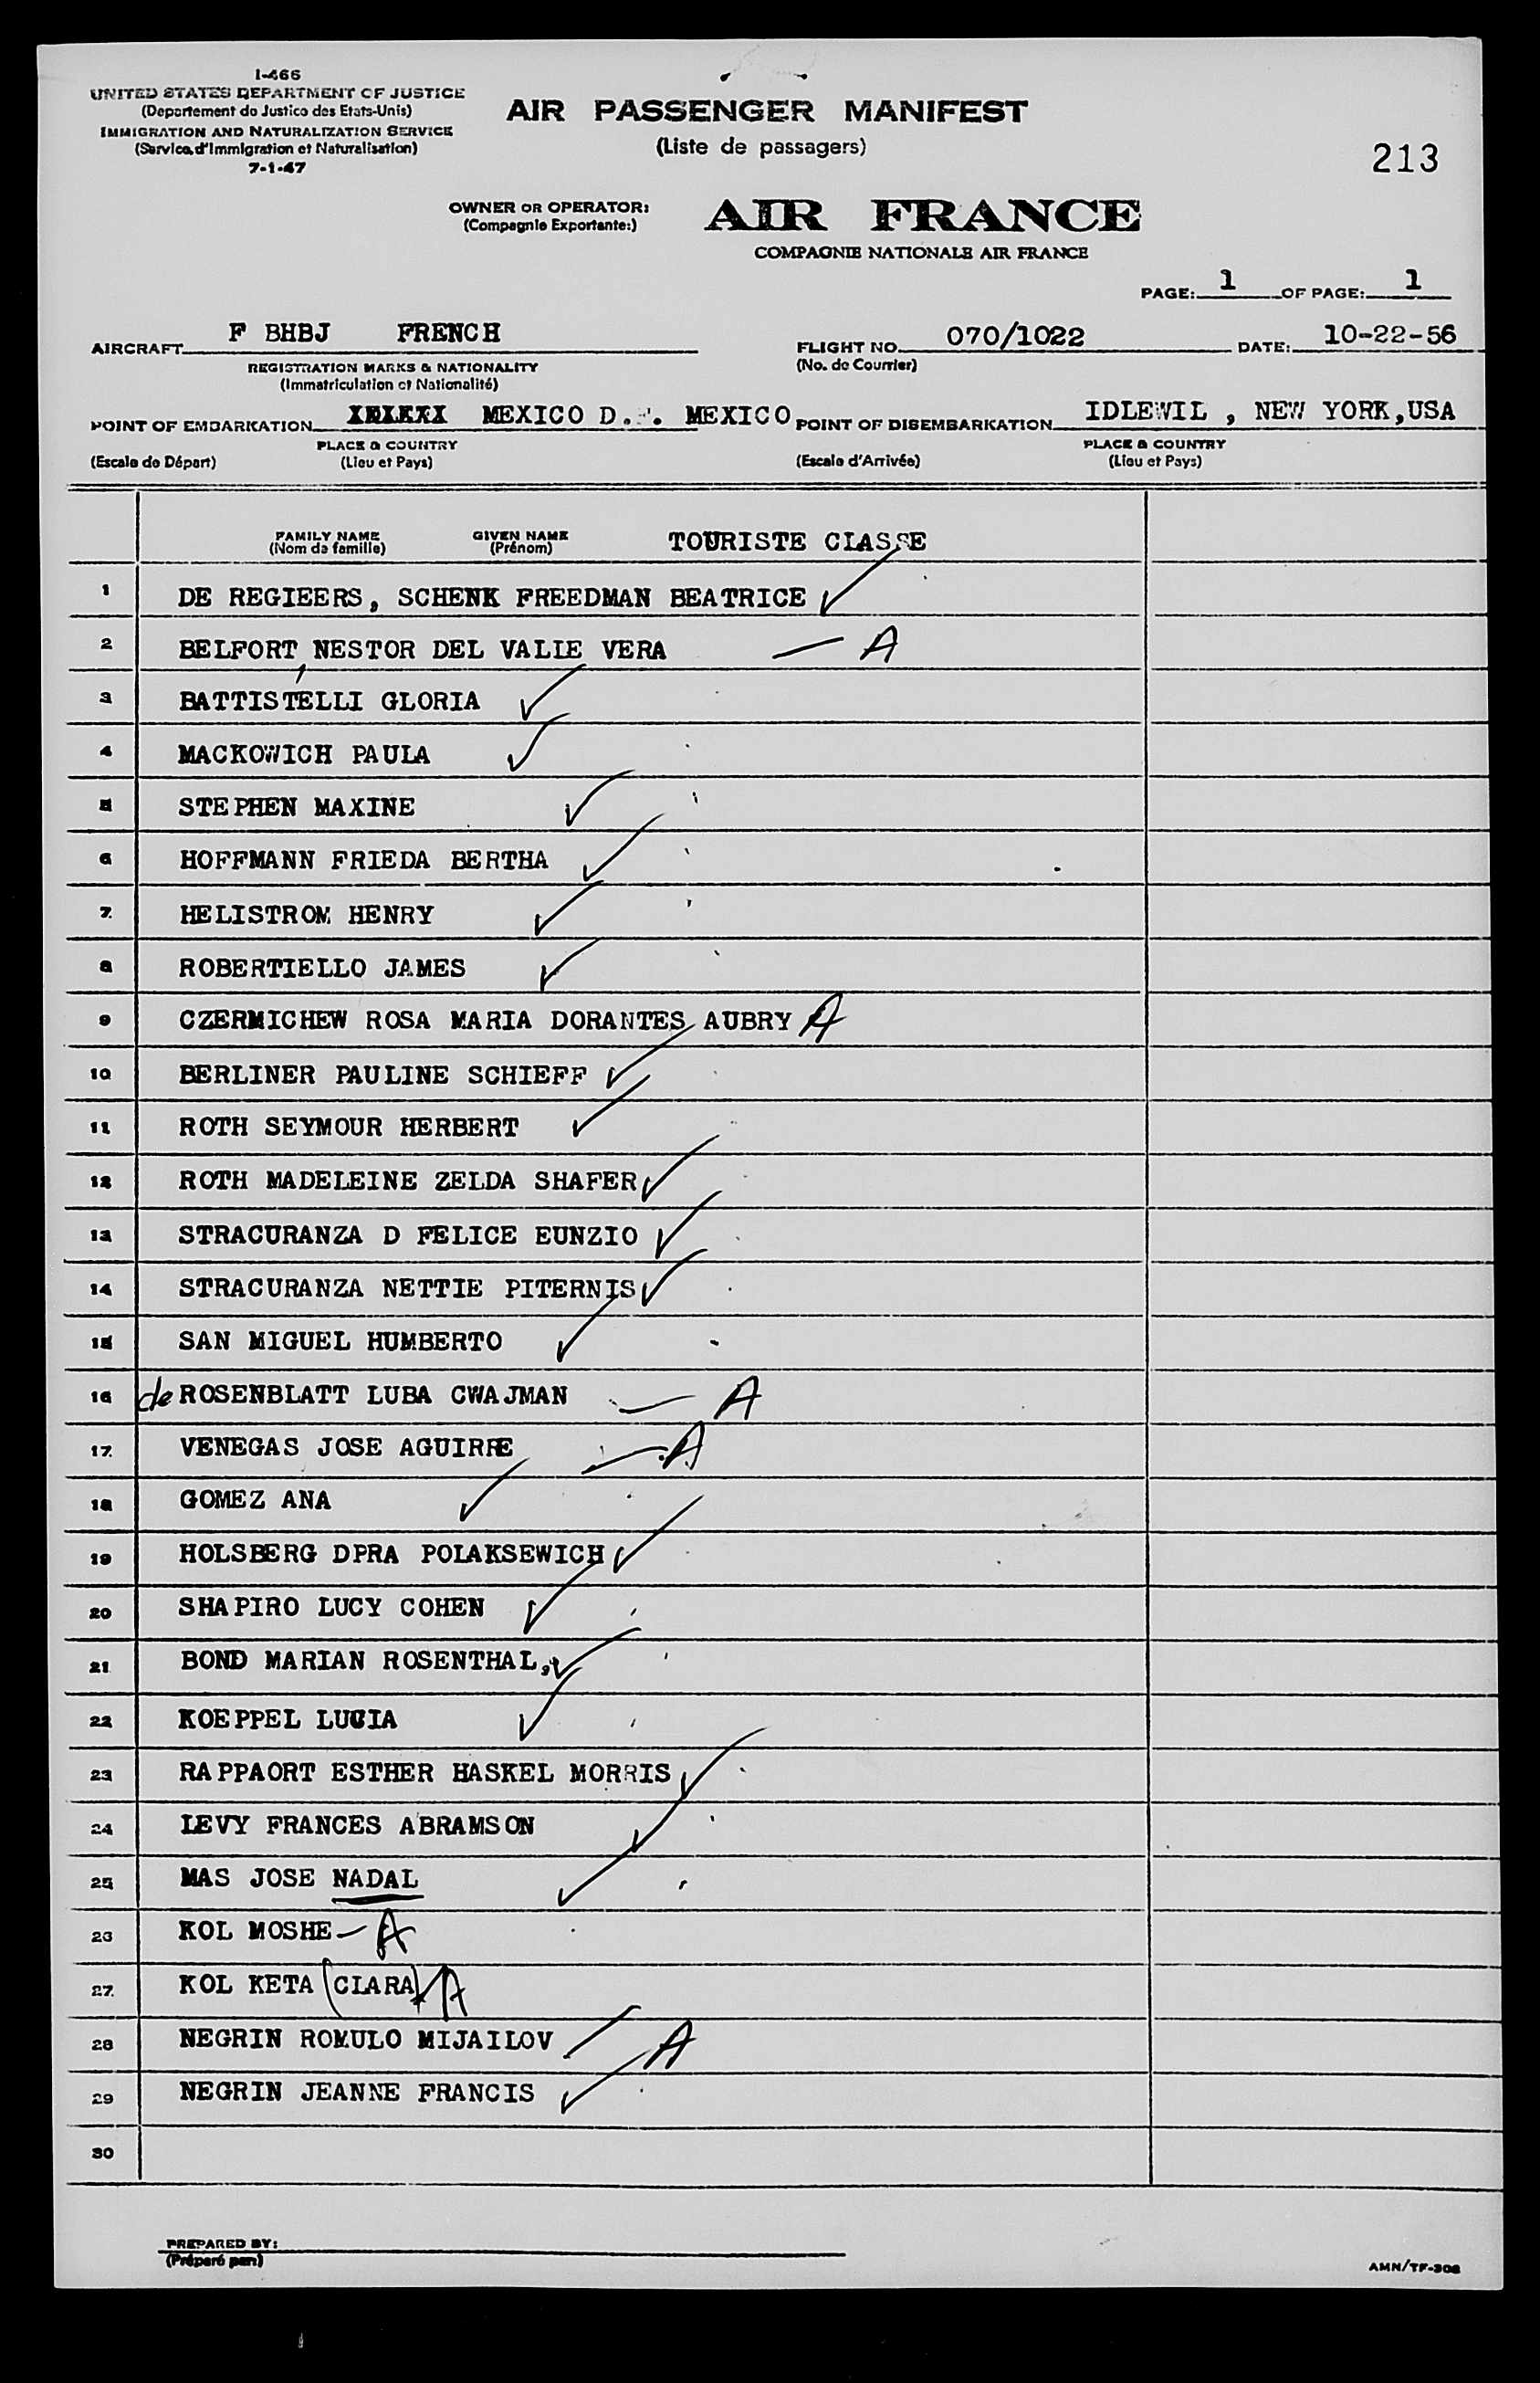 I-466
UNITED STATES DEPARTMENT OF JUSTICE
(Departement de Justice des Etats-Unis)
IMMIGRATION AND NATURALIZATION SERVICE
(Service d'Immigration et Naturalisation)
7-1-47
AIR PASSENGER MANIFEST
(Liste de passagers)
213
OWNER OR OPERATOR: AIR FRANCE
(Compagnie Exportante:)
COMPAGNIE NATIONALE AIR FRANCE
PAGE: 1 OF PAGE: 1
AIRCRAFT F BHBJ FRENCH FLIGHT NO. 070/1022 DATE: 10-22-56
REGISTRATION MARKS & NATIONALITY (No. de Courrier)
(Immatriculation et Nationalité)
POINT OF EMBARKATION MEXICO D.F. MEXICO POINT OF DISEMBARKATION IDLEWIL , NEW YORK,USA
PLACE & COUNTRY PLACE & COUNTRY
(Escale de Départ) (Lieu et Pays) (Escale d'Arrivée) (Lieu et Pays)
FAMILY NAME GIVEN NAME TOURISTE CLASSE
(Nom de famille) (Prénom)
1 DE REGIEERS, SCHENK FREEDMAN BEATRICE ✓
2 BELFORT, NESTOR DEL VALLE VERA — A
3 BATTISTELLI GLORIA ✓
4 MACKOWICH PAULA ✓
5 STEPHEN MAXINE ✓
6 HOFFMANN FRIEDA BERTHA ✓
7 HELISTROM HENRY ✓
8 ROBERTIELLO JAMES ✓
9 CZERMICHEW ROSA MARIA DORANTES AUBRY A
10 BERLINER PAULINE SCHIEFF ✓
11 ROTH SEYMOUR HERBERT ✓
12 ROTH MADELEINE ZELDA SHAFER ✓
13 STRACURANZA D FELICE EUNZIO ✓
14 STRACURANZA NETTIE PITERNIS ✓
15 SAN MIGUEL HUMBERTO ✓
16 de ROSENBLATT LUBA CWAJMAN — A
17 VENEGAS JOSE AGUIRRE — A
18 GOMEZ ANA ✓
19 HOLSBERG DPRA POLAKSEWICH ✓
20 SHAPIRO LUCY COHEN ✓
21 BOND MARIAN ROSENTHAL, ✓
22 KOEPPEL LUCIA ✓
23 RAPPAORT ESTHER HASKEL MORRIS ✓
24 LEVY FRANCES ABRAMSON ✓
25 MAS JOSE NADAL ✓
26 KOL MOSHE — A
27 KOL KETA (CLARA) ✓ A
28 NEGRIN ROMULO MIJAILOV — A
29 NEGRIN JEANNE FRANCIS ✓
30
PREPARED BY:
(Préparé par)
AMN/TF-308